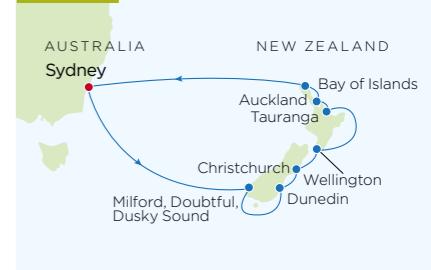 AUSTRALIA
NEW ZEALAND
Sydney
Bay of Islands
Auckland
Tauranga
Christchurch
Wellington
Milford, Doubtful,
Dusky Sound
Dunedin